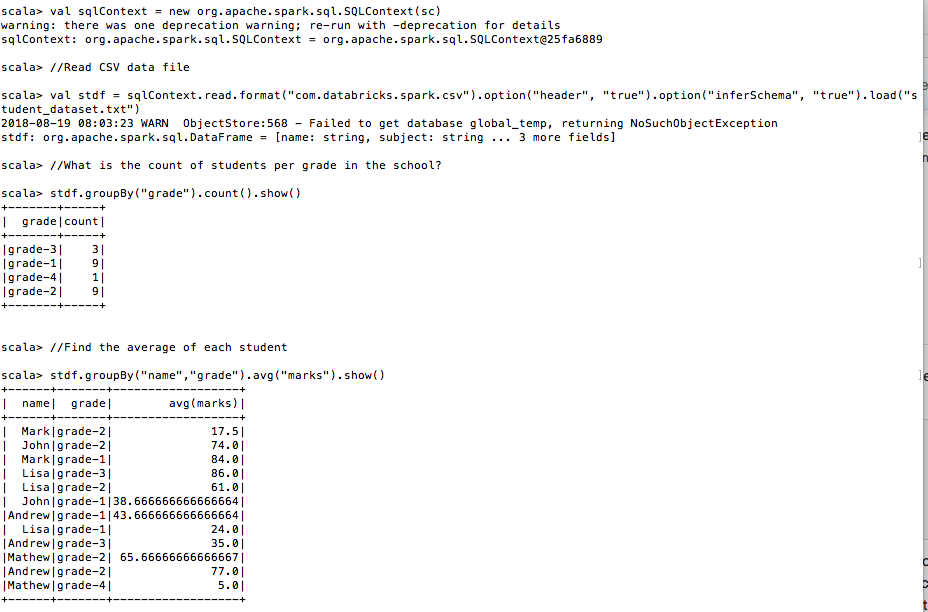 scala> val sqlContext = new org.apache.spark.sql.SQLContext(sc)
warning: there was one deprecation warning; re-run with -deprecation for details
sqlContext: org.apache.spark.sql.SQLContext = org.apache.spark.sql.SQLContext@25fa6889
scala> //Read CSV data file
scala> val stdf = sqlContext.read.format("com.databricks.spark.csv").option("header", "true").option("inferSchema", "true").load("s
tudent_dataset.txt")
2018-08-19 08:03:23 WARN  ObjectStore:568 - Failed to get database global_temp, returning NoSuchObjectException
stdf: org.apache.spark.sql.DataFrame = [name: string, subject: string ... 3 more fields]
scala> //What is the count of students per grade in the school?
scala> stdf.groupBy("grade").count().show()
+-------+-----+
|  grade|count|
+-------+-----+
|grade-3|    3|
|grade-1|    9|
|grade-4|    1|
|grade-2|    9|
+-------+-----+
scala> //Find the average of each student
scala> stdf.groupBy("name","grade").avg("marks").show()
+------+-------+------------------+
|  name|  grade|        avg(marks)|
+------+-------+------------------+
|  Mark|grade-2|              17.5|
|  John|grade-2|              74.0|
|  Mark|grade-1|              84.0|
|  Lisa|grade-3|              86.0|
|  Lisa|grade-2|              61.0|
|  John|grade-1|38.666666666666664|
|Andrew|grade-1|43.666666666666664|
|  Lisa|grade-1|              24.0|
|Andrew|grade-3|              35.0|
|Mathew|grade-2| 65.66666666666667|
|Andrew|grade-2|              77.0|
|Mathew|grade-4|               5.0|
+------+-------+------------------+